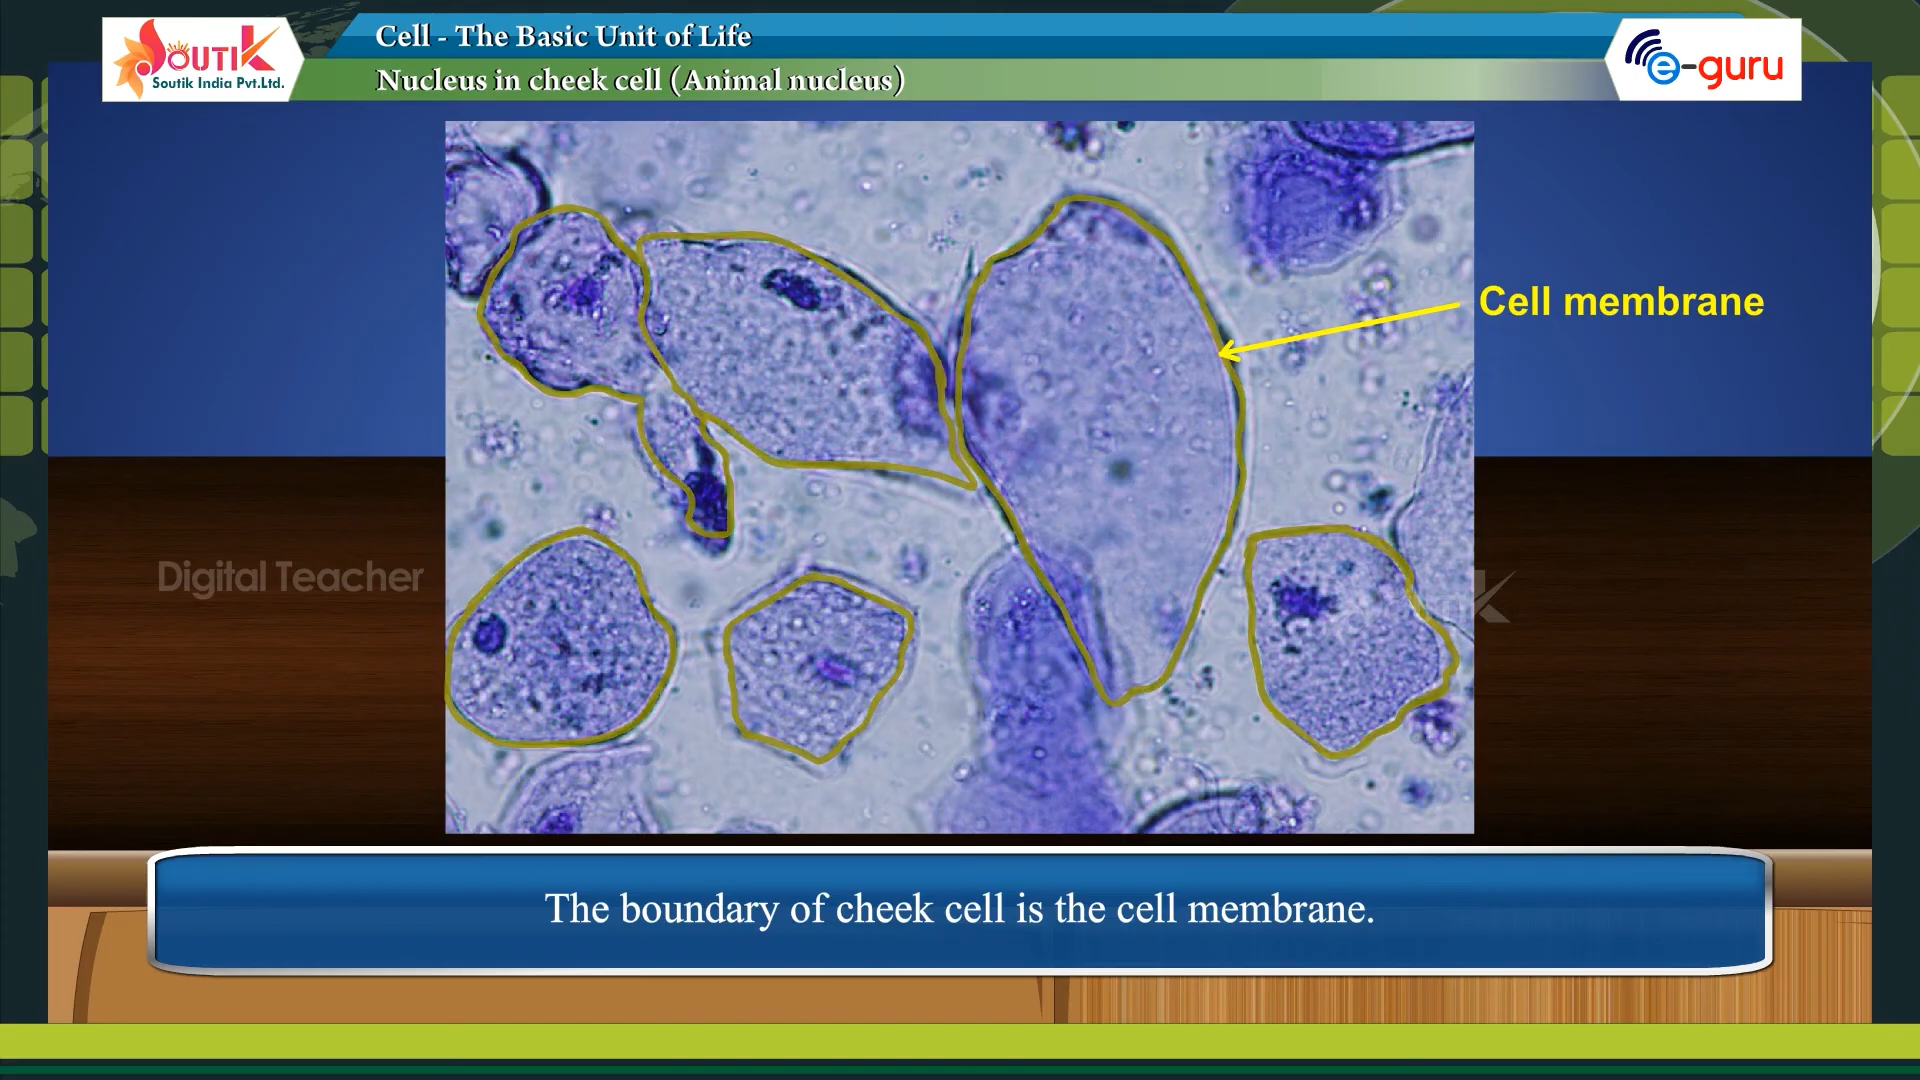 SOUTIK
Soutik India Pvt.Ltd.
Cell - The Basic Unit of Life
Nucleus in cheek cell (Animal nucleus)
e-guru
Cell membrane
Digital Teacher
The boundary of cheek cell is the cell membrane.